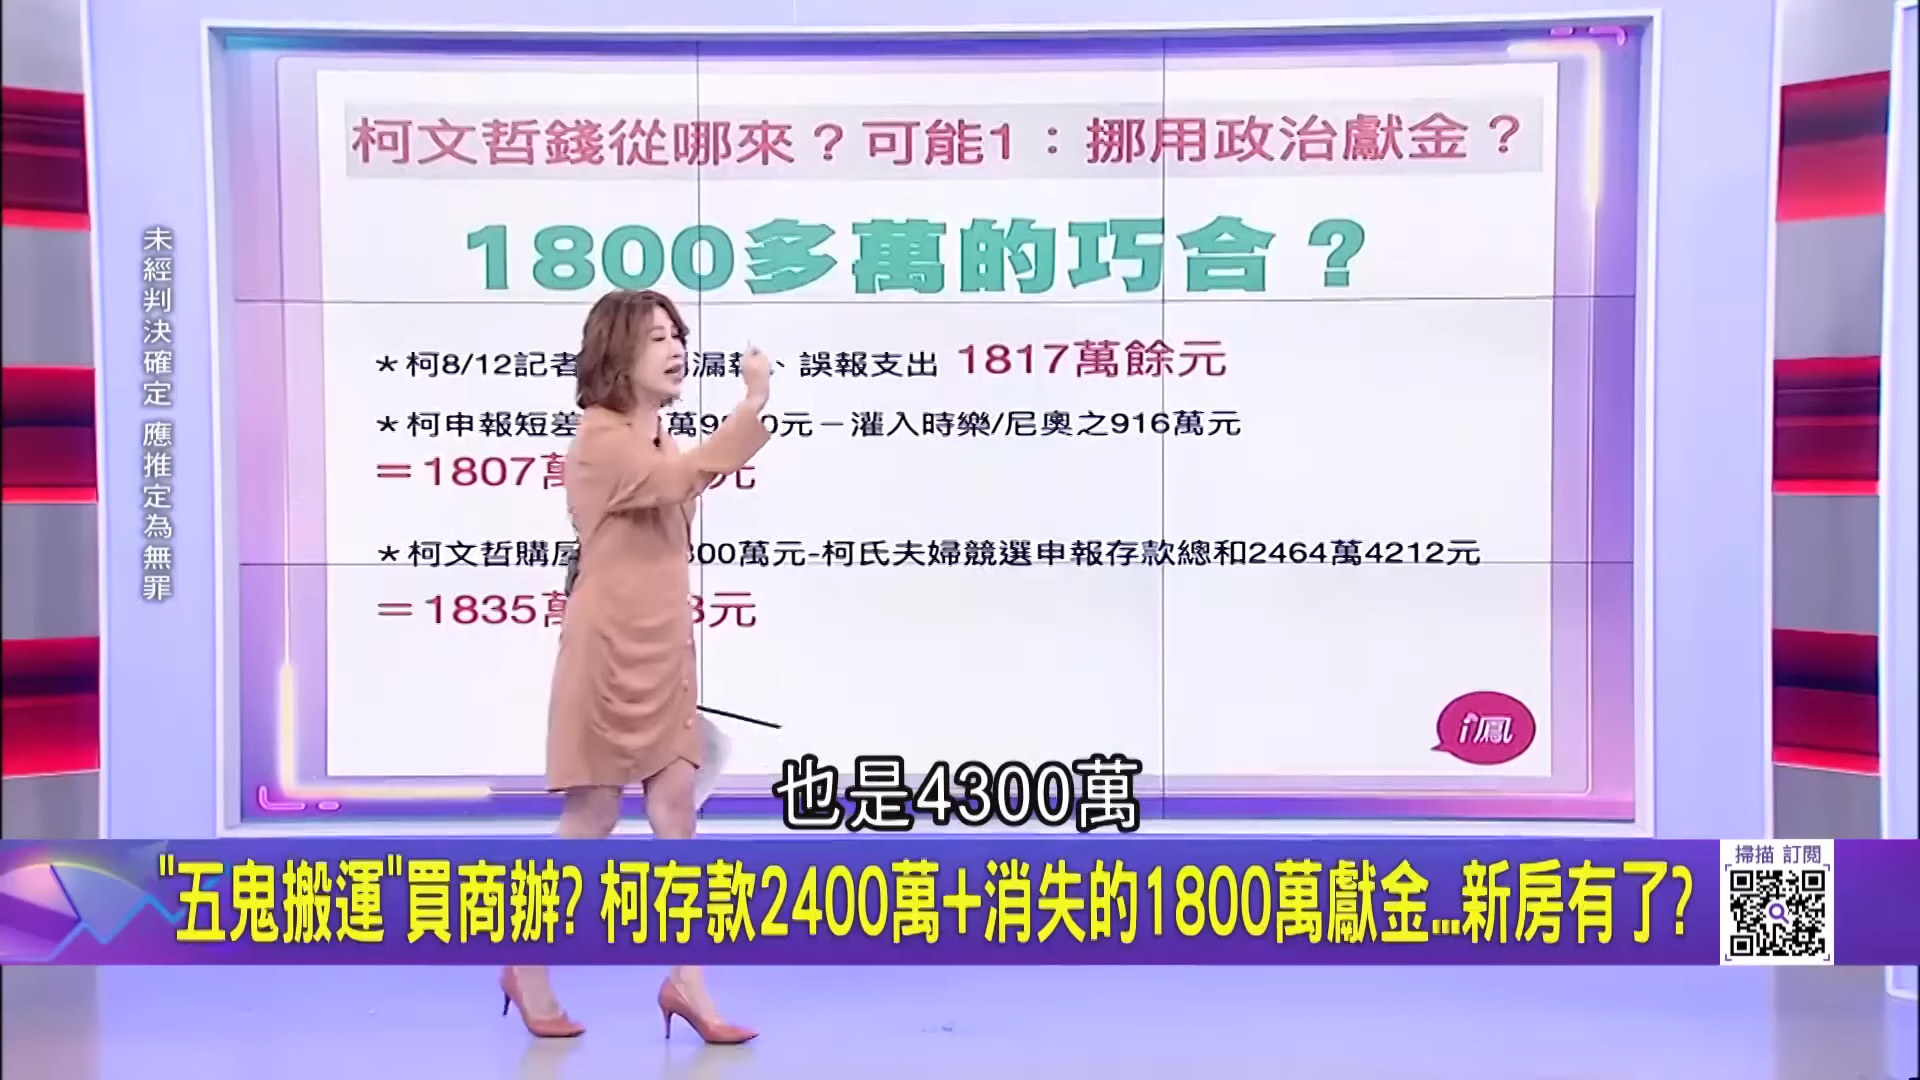 柯文哲錢從哪來？可能1：挪用政治獻金？
1800多萬的巧合？
未經判決確定 應推定為無罪
＊柯8/12記者 漏報、誤報支出 1817萬餘元
＊柯申報短差 萬9 0元－灌入時樂/尼奧之916萬元
＝1807萬 元
＊柯文哲購屋 300萬元-柯氏夫婦競選申報存款總和2464萬4212元
＝1835萬 8元
i鳳
也是4300萬
"五鬼搬運"買商辦? 柯存款2400萬+消失的1800萬獻金...新房有了?
掃描 訂閱